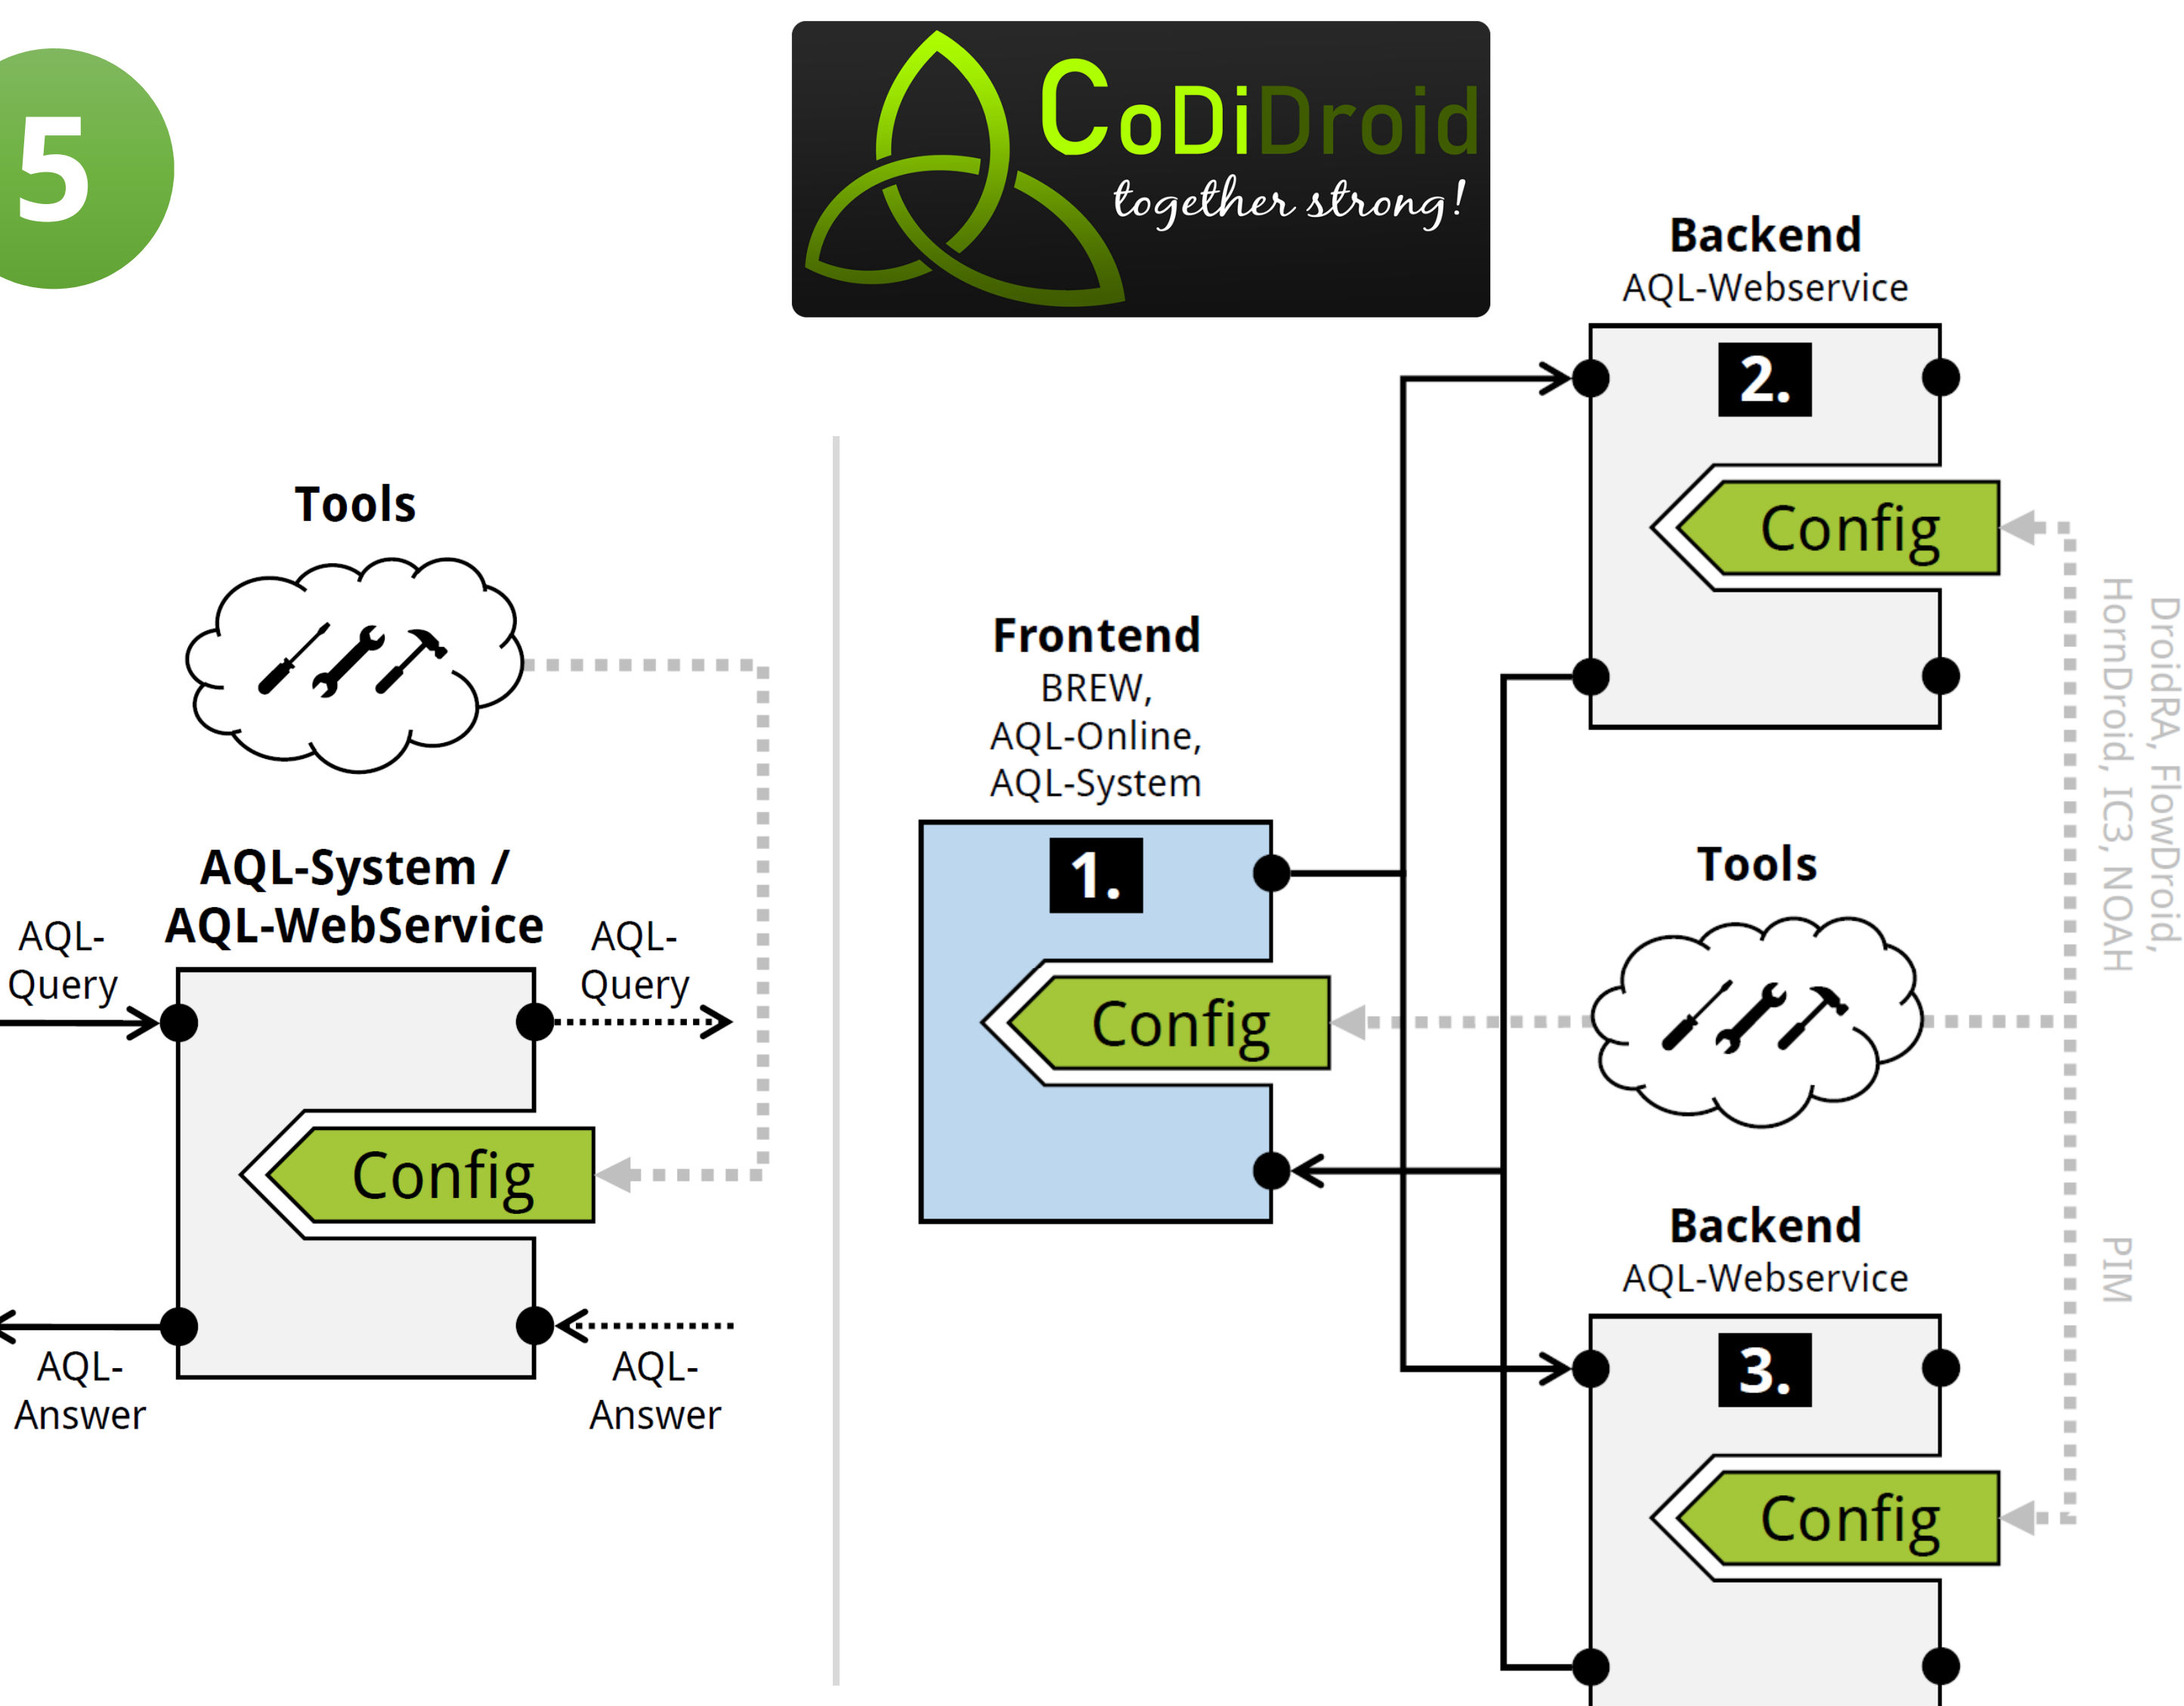 5
CoDiDroid
together strong!
Tools
AQL-System /
AQL-WebService
AQL-
Query
AQL-
Query
Config
AQL-
Answer
AQL-
Answer
Frontend
BREW,
AQL-Online,
AQL-System
1.
Config
Backend
AQL-Webservice
2.
Config
DroidRA, FlowDroid,
HornDroid, IC3, NOAH
Tools
Backend
AQL-Webservice
3.
Config
PIM